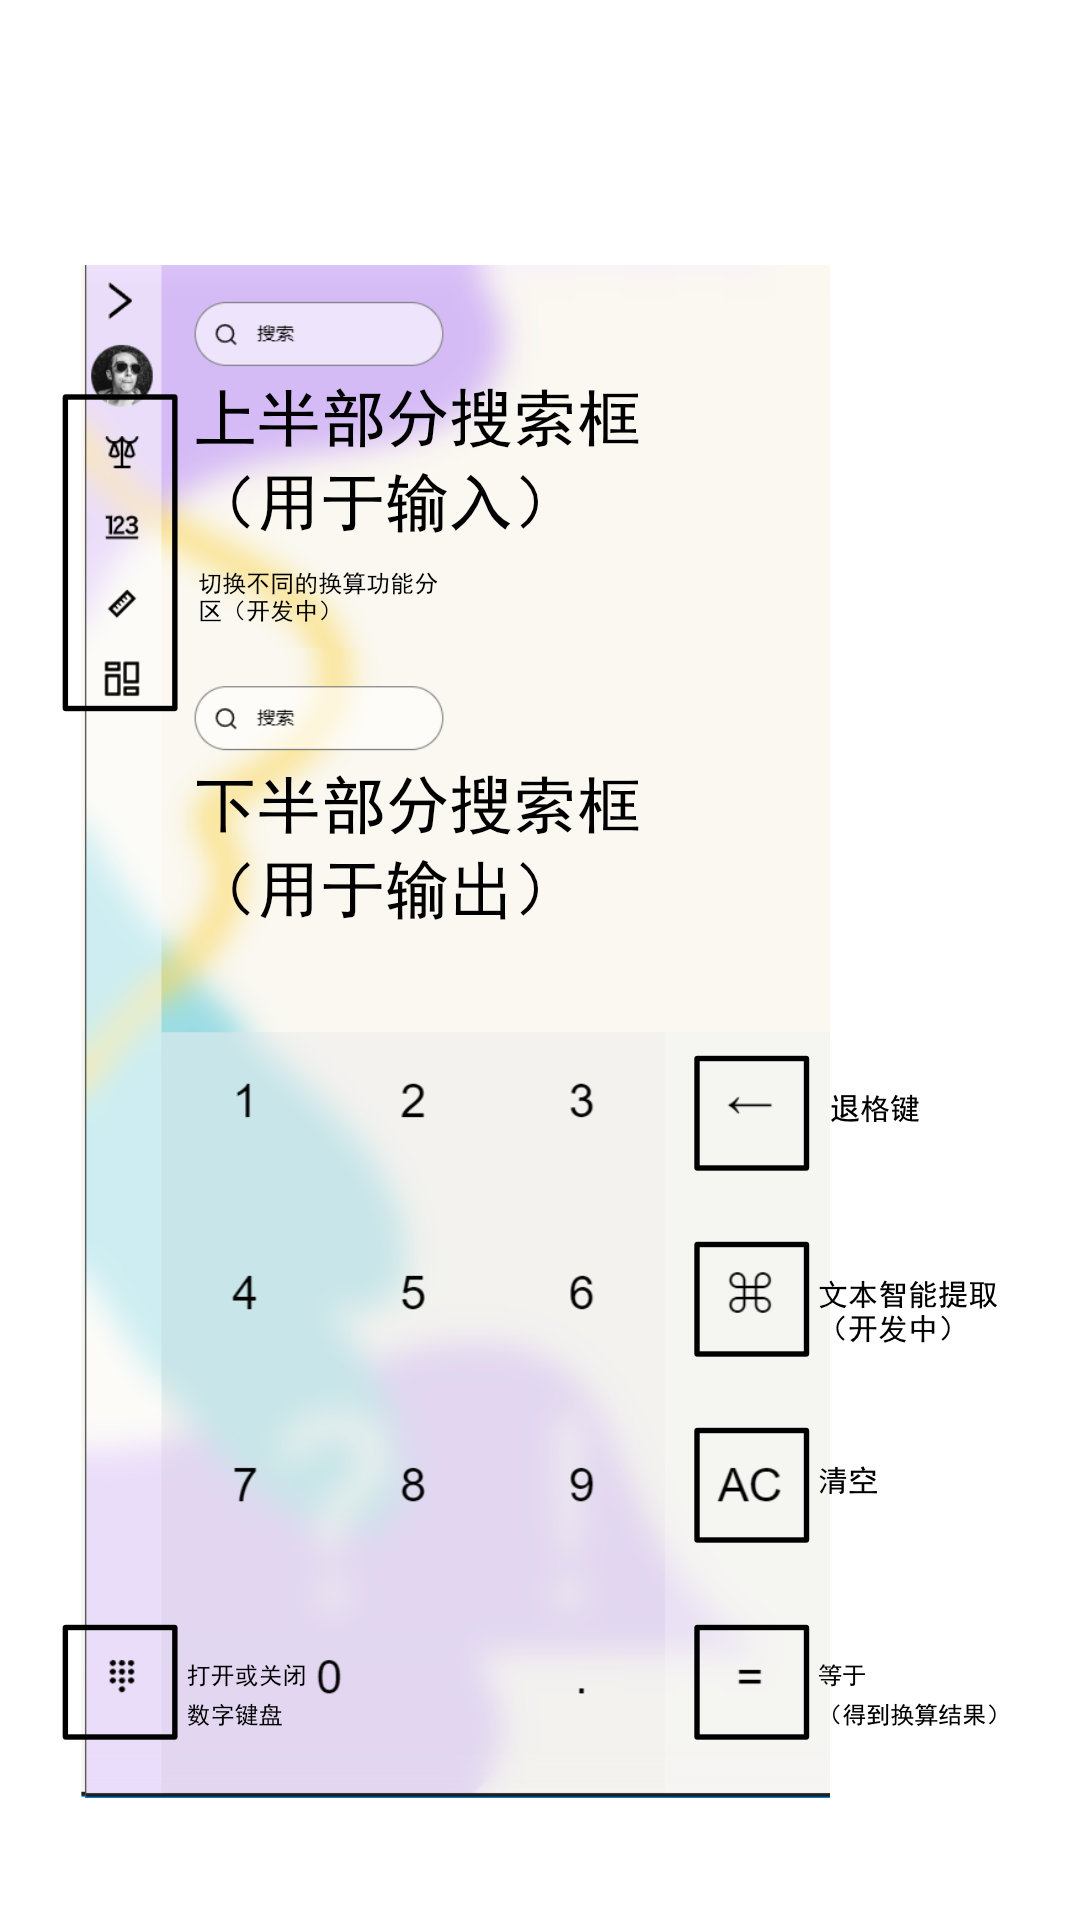 搜索
上半部分搜索框
（用于输入）
123
切换不同的换算功能分
区（开发中）
搜索
下半部分搜索框
（用于输出）
1 2 3 ← 退格键
4 5 6 ⌘ 文本智能提取
（开发中）
7 8 9 AC 清空
打开或关闭 0 . = 等于
数字键盘 （得到换算结果）